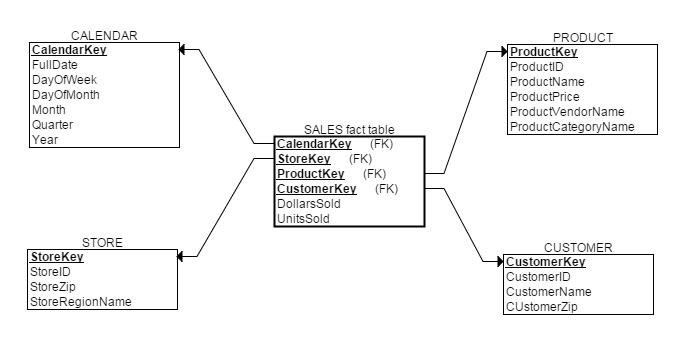 CALENDAR
CalendarKey
FullDate
DayOfWeek
DayOfMonth
Month
Quarter
Year
PRODUCT
ProductKey
ProductID
ProductName
ProductPrice
ProductVendorName
ProductCategoryName
SALES fact table
CalendarKey (FK)
StoreKey (FK)
ProductKey (FK)
CustomerKey (FK)
DollarsSold
UnitsSold
STORE
StoreKey
StoreID
StoreZip
StoreRegionName
CUSTOMER
CustomerKey
CustomerID
CustomerName
CUstomerZip